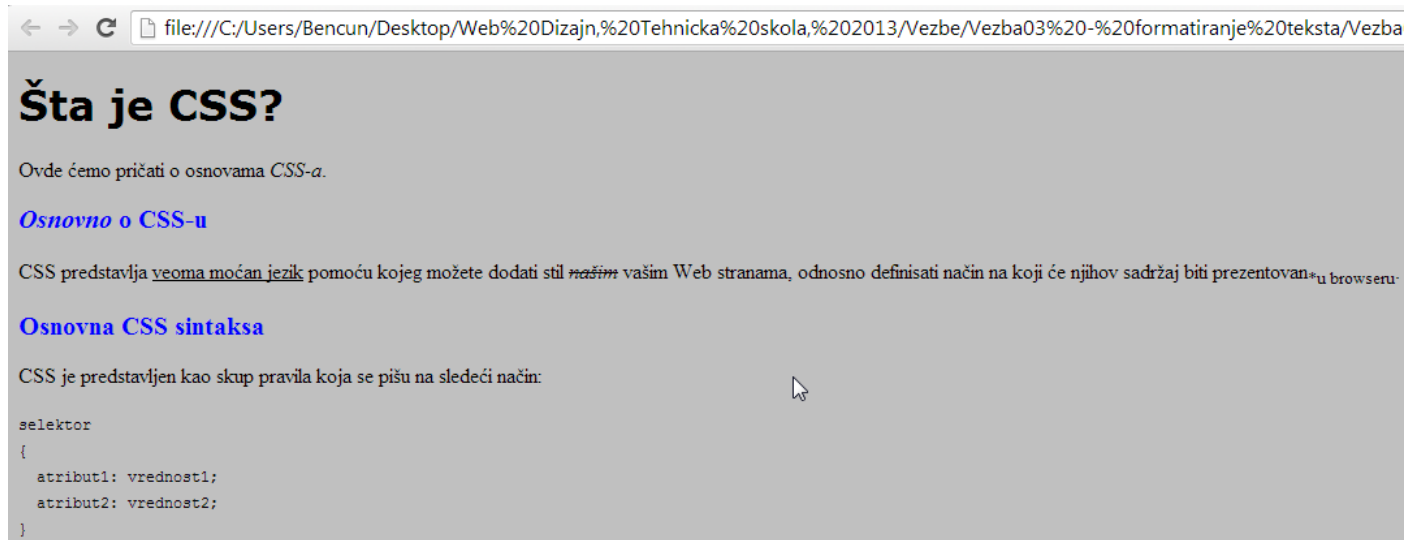 file:///C:/Users/Bencun/Desktop/Web%20Dizajn,%20Tehnicka%20skola,%202013/Vezbe/Vezba03%20-%20formatiranje%20teksta/Vezba
Šta je CSS?
Ovde ćemo pričati o osnovama CSS-a.
Osnovno o CSS-u
CSS predstavlja veoma moćan jezik pomoću kojeg možete dodati stil našim vašim Web stranama, odnosno definisati način na koji će njihov sadržaj biti prezentovan*u browseru.
Osnovna CSS sintaksa
CSS je predstavljen kao skup pravila koja se pišu na sledeći način:
selektor
{
  atribut1: vrednost1;
  atribut2: vrednost2;
}